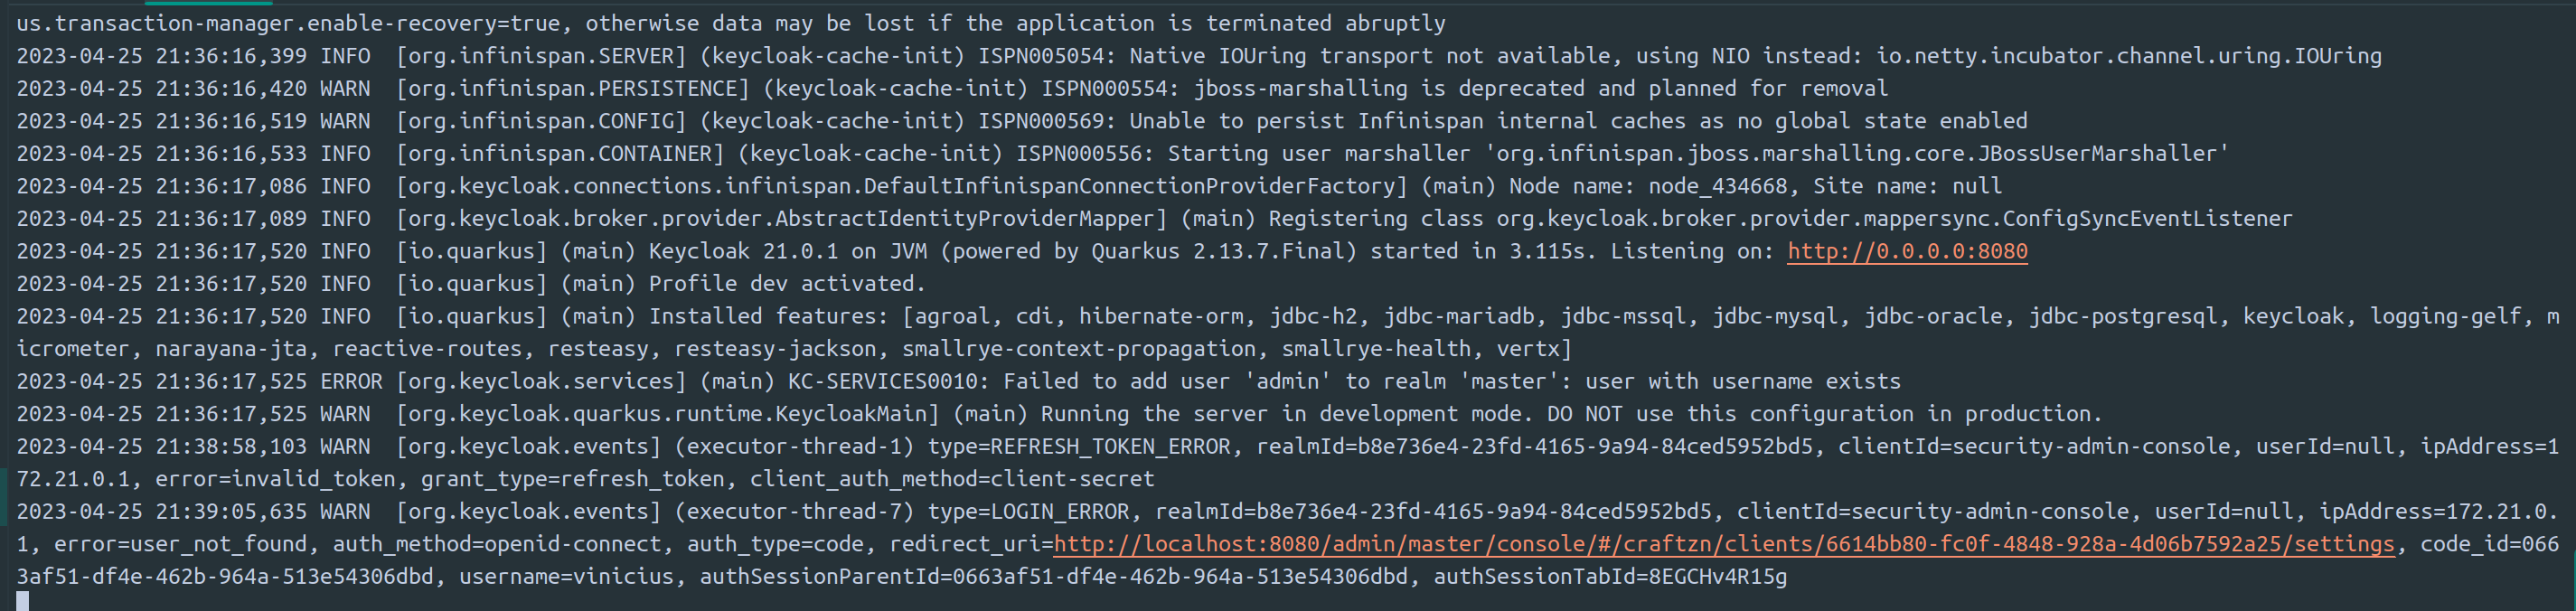 us.transaction-manager.enable-recovery=true, otherwise data may be lost if the application is terminated abruptly
2023-04-25 21:36:16,399 INFO  [org.infinispan.SERVER] (keycloak-cache-init) ISPN005054: Native IOUring transport not available, using NIO instead: io.netty.incubator.channel.uring.IOUring
2023-04-25 21:36:16,420 WARN  [org.infinispan.PERSISTENCE] (keycloak-cache-init) ISPN000554: jboss-marshalling is deprecated and planned for removal
2023-04-25 21:36:16,519 WARN  [org.infinispan.CONFIG] (keycloak-cache-init) ISPN000569: Unable to persist Infinispan internal caches as no global state enabled
2023-04-25 21:36:16,533 INFO  [org.infinispan.CONTAINER] (keycloak-cache-init) ISPN000556: Starting user marshaller 'org.infinispan.jboss.marshalling.core.JBossUserMarshaller'
2023-04-25 21:36:17,086 INFO  [org.keycloak.connections.infinispan.DefaultInfinispanConnectionProviderFactory] (main) Node name: node_434668, Site name: null
2023-04-25 21:36:17,089 INFO  [org.keycloak.broker.provider.AbstractIdentityProviderMapper] (main) Registering class org.keycloak.broker.provider.mappersync.ConfigSyncEventListener
2023-04-25 21:36:17,520 INFO  [io.quarkus] (main) Keycloak 21.0.1 on JVM (powered by Quarkus 2.13.7.Final) started in 3.115s. Listening on: http://0.0.0.0:8080
2023-04-25 21:36:17,520 INFO  [io.quarkus] (main) Profile dev activated.
2023-04-25 21:36:17,520 INFO  [io.quarkus] (main) Installed features: [agroal, cdi, hibernate-orm, jdbc-h2, jdbc-mariadb, jdbc-mssql, jdbc-mysql, jdbc-oracle, jdbc-postgresql, keycloak, logging-gelf, m
icrometer, narayana-jta, reactive-routes, resteasy, resteasy-jackson, smallrye-context-propagation, smallrye-health, vertx]
2023-04-25 21:36:17,525 ERROR [org.keycloak.services] (main) KC-SERVICES0010: Failed to add user 'admin' to realm 'master': user with username exists
2023-04-25 21:36:17,525 WARN  [org.keycloak.quarkus.runtime.KeycloakMain] (main) Running the server in development mode. DO NOT use this configuration in production.
2023-04-25 21:38:58,103 WARN  [org.keycloak.events] (executor-thread-1) type=REFRESH_TOKEN_ERROR, realmId=b8e736e4-23fd-4165-9a94-84ced5952bd5, clientId=security-admin-console, userId=null, ipAddress=1
72.21.0.1, error=invalid_token, grant_type=refresh_token, client_auth_method=client-secret
2023-04-25 21:39:05,635 WARN  [org.keycloak.events] (executor-thread-7) type=LOGIN_ERROR, realmId=b8e736e4-23fd-4165-9a94-84ced5952bd5, clientId=security-admin-console, userId=null, ipAddress=172.21.0.
1, error=user_not_found, auth_method=openid-connect, auth_type=code, redirect_uri=http://localhost:8080/admin/master/console/#/craftzn/clients/6614bb80-fc0f-4848-928a-4d06b7592a25/settings, code_id=066
3af51-df4e-462b-964a-513e54306dbd, username=vinicius, authSessionParentId=0663af51-df4e-462b-964a-513e54306dbd, authSessionTabId=8EGCHv4R15g